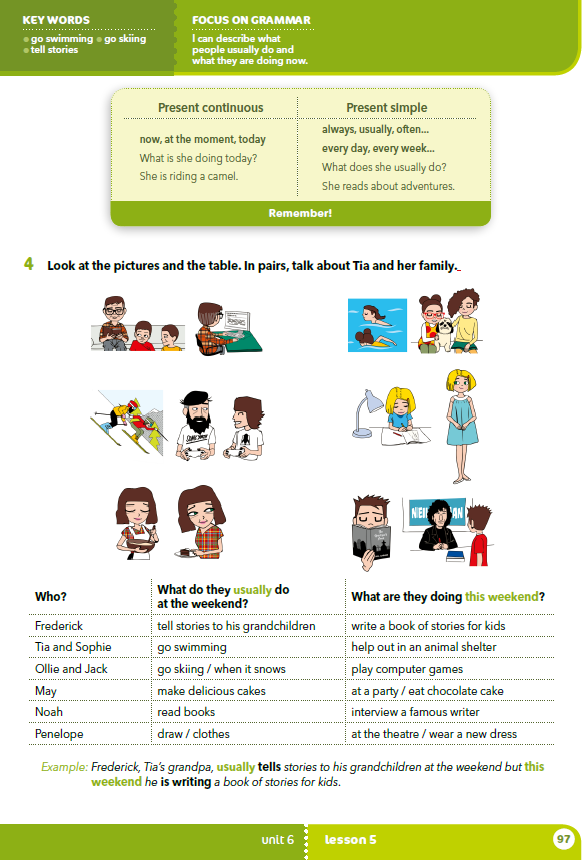 KEY WORDS
go swimming • go skiing
tell stories
FOCUS ON GRAMMAR
I can describe what
people usually do and
what they are doing now.
Present continuous
now, at the moment, today
What is she doing today?
She is riding a camel.
Present simple
always, usually, often...
every day, every week...
What does she usually do?
She reads about adventures.
Remember!
4 Look at the pictures and the table. In pairs, talk about Tia and her family.
Who? What do they usually do at the weekend? What are they doing this weekend?
Frederick tell stories to his grandchildren write a book of stories for kids
Tia and Sophie go swimming help out in an animal shelter
Ollie and Jack go skiing / when it snows play computer games
May make delicious cakes at a party / eat chocolate cake
Noah read books interview a famous writer
Penelope draw / clothes at the theatre / wear a new dress
Example: Frederick, Tia's grandpa, usually tells stories to his grandchildren at the weekend but this
weekend he is writing a book of stories for kids.
unit 6 lesson 5 97